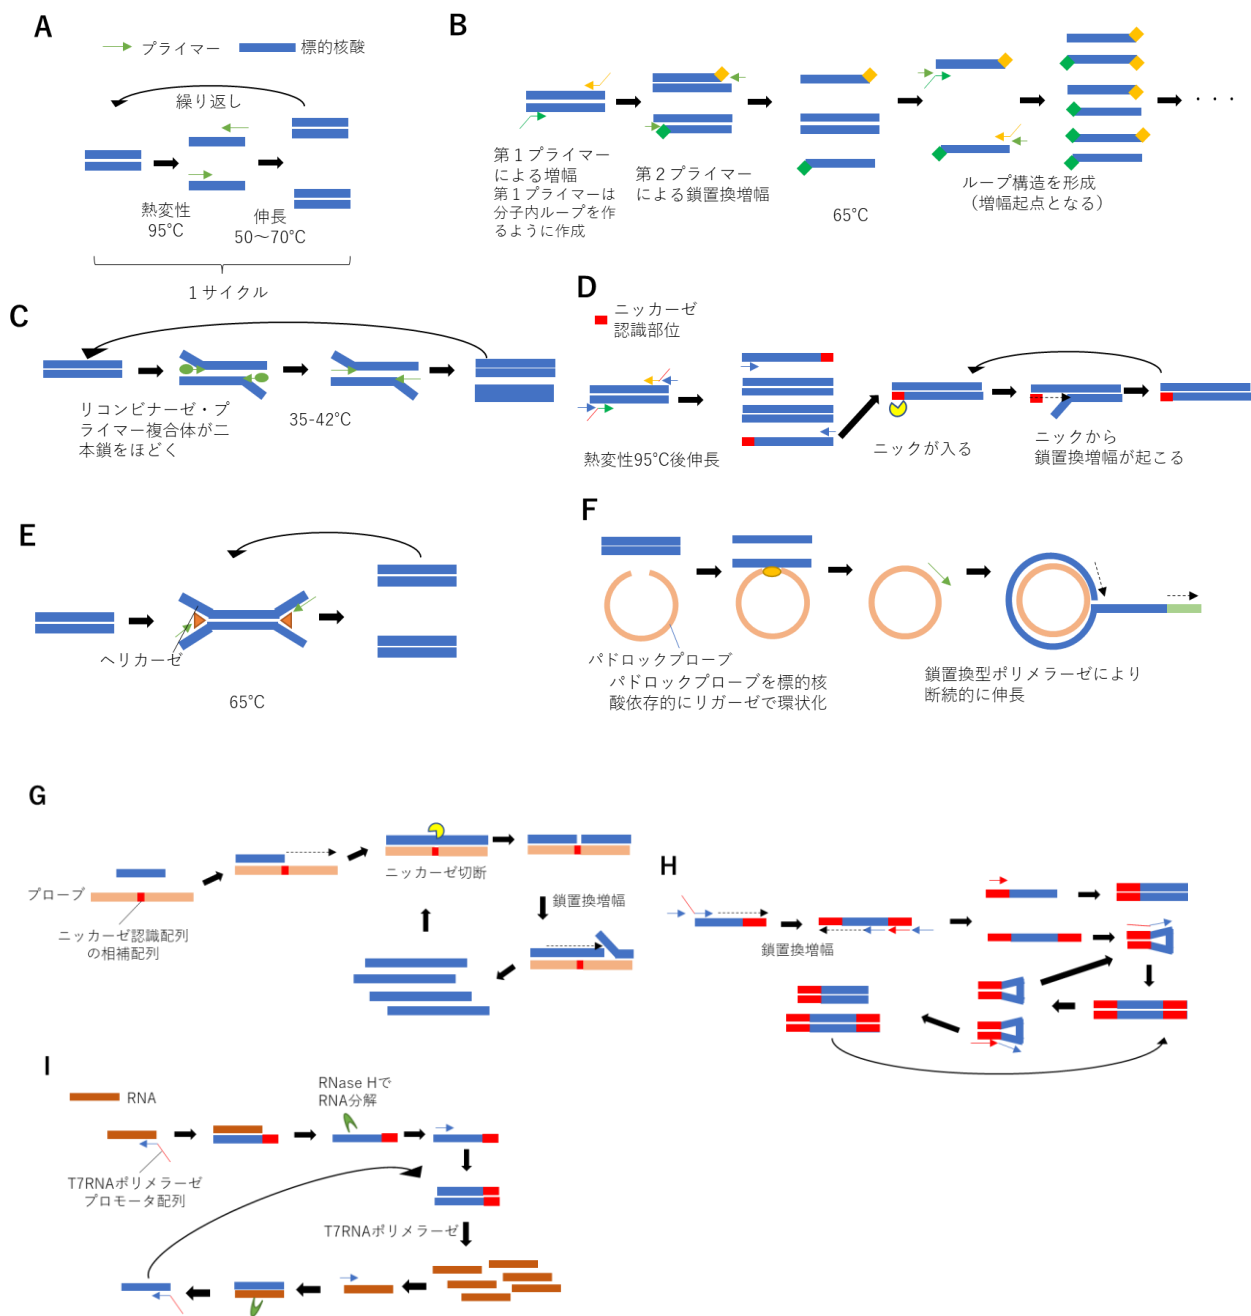 A
プライマー
標的核酸
繰り返し
熱変性
95°C
伸長
50～70°C
１サイクル
B
第１プライマー
による増幅
第１プライマーは
分子内ループを作
るように作成
第２プライマー
による鎖置換増幅
65°C
ループ構造を形成
（増幅起点となる）
・・・
C
リコンビナーゼ・プ
ライマー複合体が二
本鎖をほどく
35-42°C
D
ニッカーゼ
認識部位
熱変性95°C後伸長
ニックが入る
ニックから
鎖置換増幅が起こる
E
ヘリカーゼ
65°C
F
パドロックプローブ
パドロックプローブを標的核
酸依存的にリガーゼで環状化
鎖置換型ポリメラーゼにより
断続的に伸長
G
プローブ
ニッカーゼ認識配列
の相補配列
ニッカーゼ切断
鎖置換増幅
H
鎖置換増幅
I
RNA
T7RNAポリメラーゼ
プロモータ配列
RNase Hで
RNA分解
T7RNAポリメラーゼ